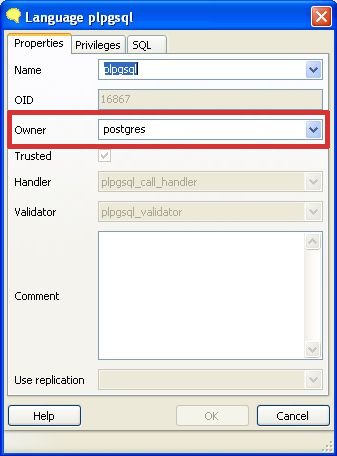 Language plpgsql
Properties Privileges SQL
Name plpgsql
OID 16867
Owner postgres
Trusted
Handler plpgsql_call_handler
Validator plpgsql_validator
Comment
Use replication
Help OK Cancel